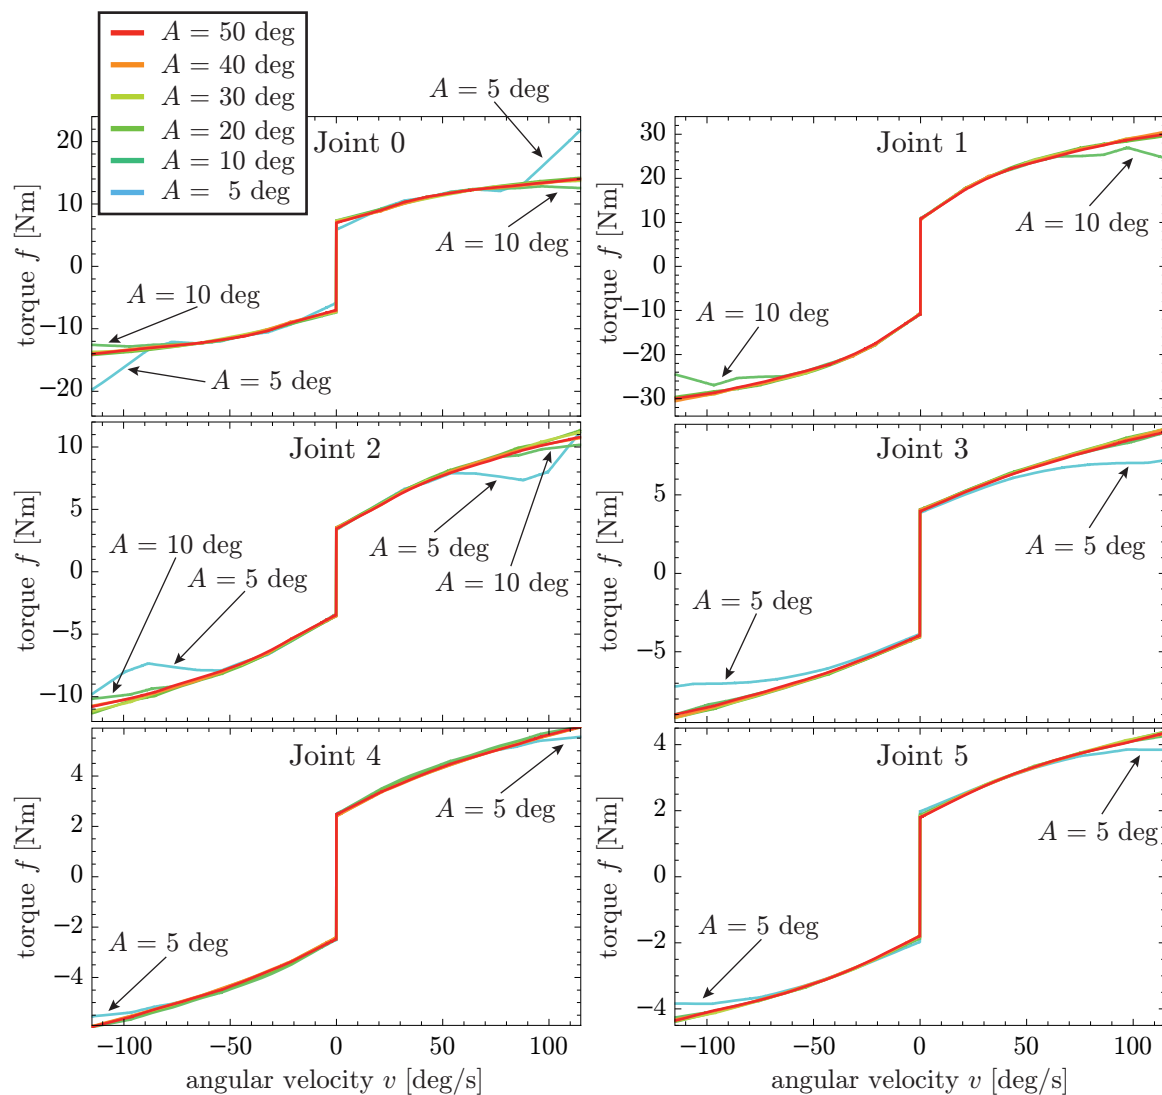 A = 50 deg
A = 40 deg
A = 30 deg
A = 20 deg
A = 10 deg
A = 5 deg
Joint 0
A = 5 deg
A = 10 deg
A = 10 deg
A = 5 deg
20
10
0
−10
−20
torque f [Nm]
Joint 1
A = 10 deg
A = 10 deg
30
20
10
0
−10
−20
−30
torque f [Nm]
Joint 2
A = 5 deg
A = 10 deg
A = 10 deg
A = 5 deg
10
5
0
−5
−10
torque f [Nm]
Joint 3
A = 5 deg
A = 5 deg
5
0
−5
torque f [Nm]
Joint 4
A = 5 deg
A = 5 deg
4
2
0
−2
−4
torque f [Nm]
−100 −50 0 50 100
angular velocity v [deg/s]
Joint 5
A = 5 deg
A = 5 deg
4
2
0
−2
−4
torque f [Nm]
−100 −50 0 50 100
angular velocity v [deg/s]